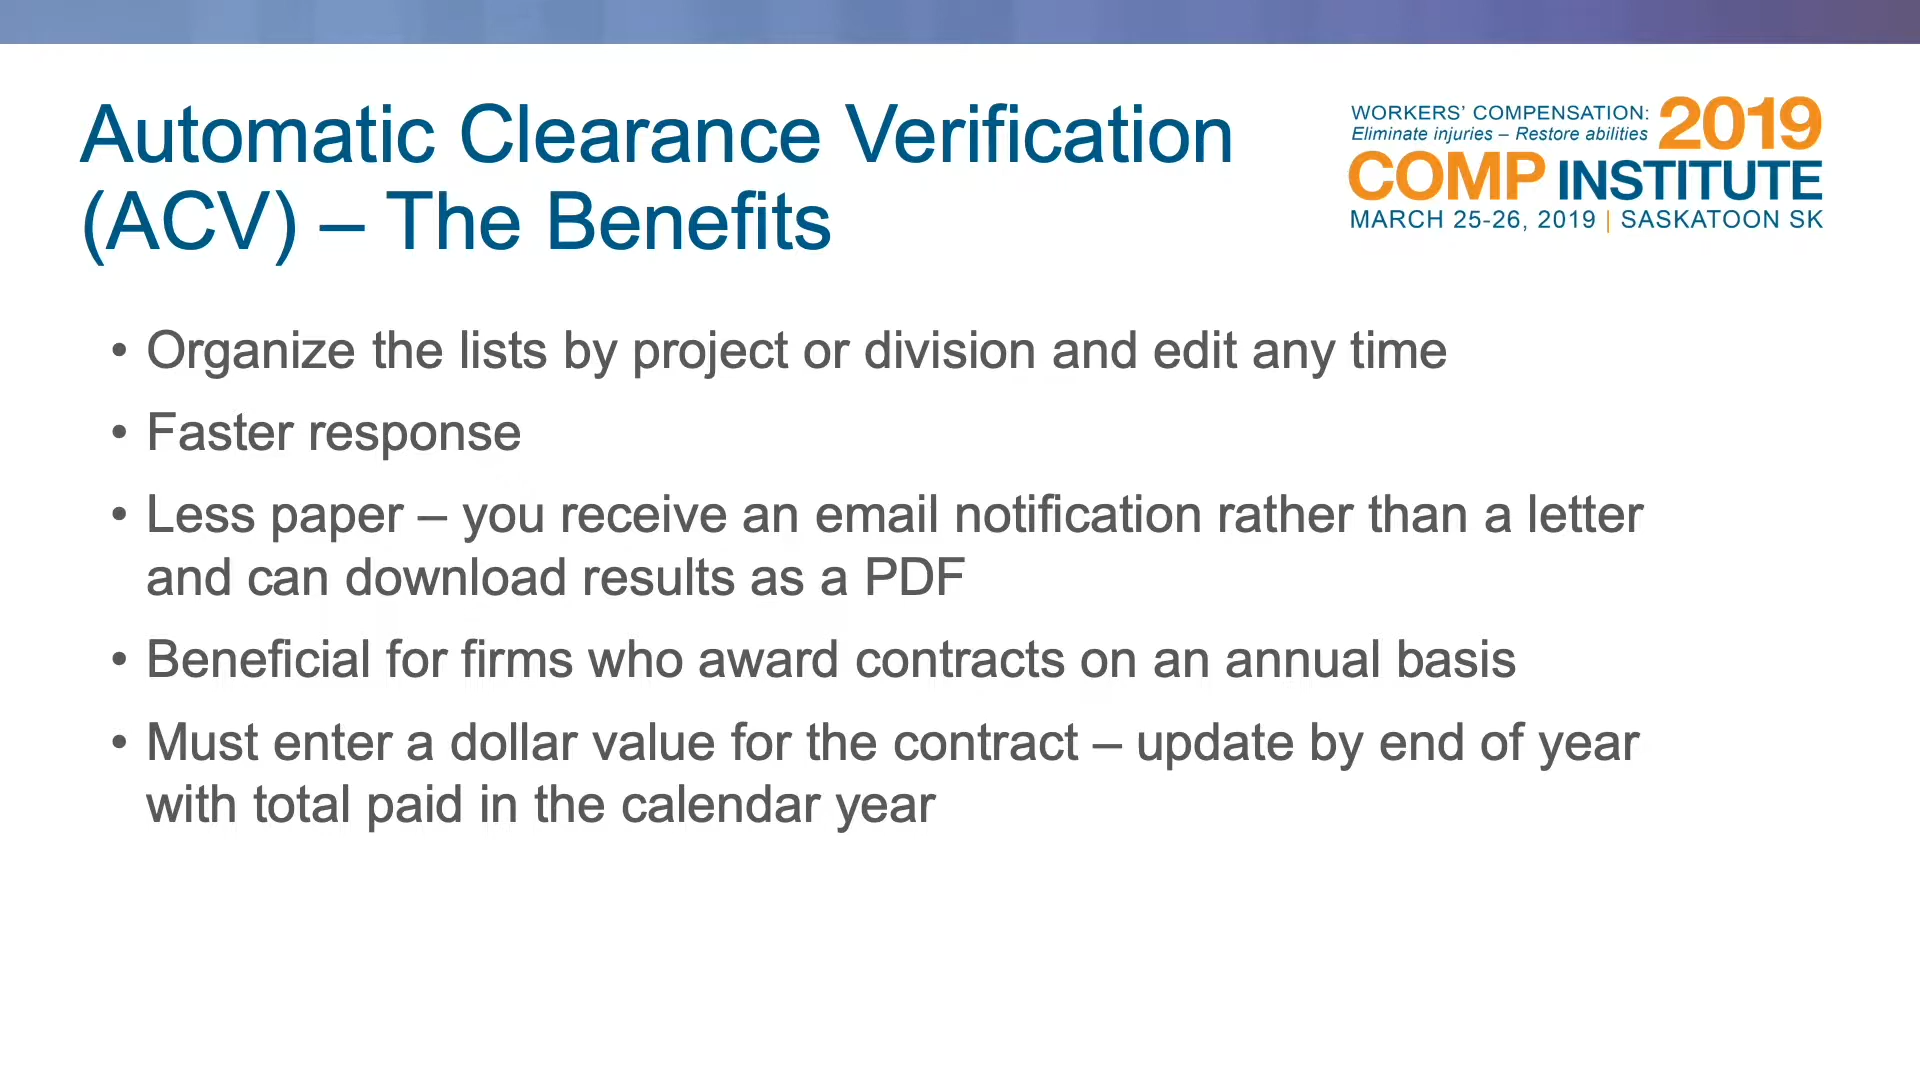 Automatic Clearance Verification
(ACV) – The Benefits
WORKERS’ COMPENSATION: 2019
Eliminate injuries – Restore abilities
COMP INSTITUTE
MARCH 25-26, 2019 | SASKATOON SK
• Organize the lists by project or division and edit any time
• Faster response
• Less paper – you receive an email notification rather than a letter
and can download results as a PDF
• Beneficial for firms who award contracts on an annual basis
• Must enter a dollar value for the contract – update by end of year
with total paid in the calendar year